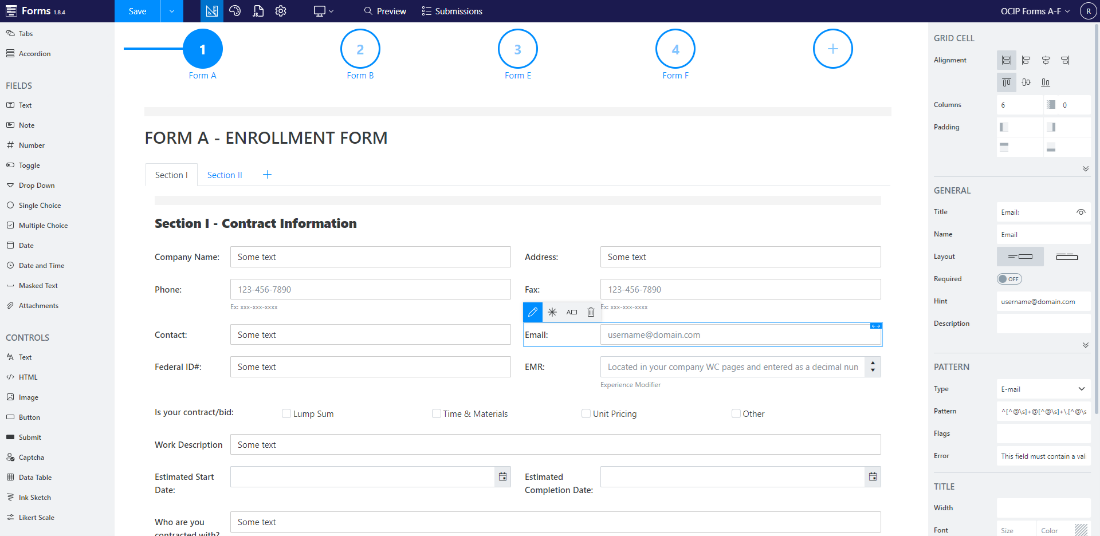 Forms 1.8.4 Save Preview Submissions OCIP Forms A-F R
Tabs
Accordion
FIELDS
Text
Note
Number
Toggle
Drop Down
Single Choice
Multiple Choice
Date
Date and Time
Masked Text
Attachments
CONTROLS
Text
HTML
Image
Button
Submit
Captcha
Data Table
Ink Sketch
Likert Scale
1 2 3 4
Form A Form B Form E Form F
FORM A - ENROLLMENT FORM
Section I Section II
Section I - Contract Information
Company Name: Some text Address: Some text
Phone: 123-456-7890 Fax: 123-456-7890
Ex: xxx-xxx-xxxx Ex: xxx-xxx-xxxx
Contact: Some text Email: username@domain.com
Federal ID#: Some text EMR: Located in your company WC pages and entered as a decimal nun
Experience Modifier
Is your contract/bid: Lump Sum Time & Materials Unit Pricing Other
Work Description Some text
Estimated Start Estimated
Date: Completion Date:
Who are you Some text
contracted with?
GRID CELL
Alignment
Columns 6 0
Padding
GENERAL
Title Email:
Name Email
Layout
Required OFF
Hint username@domain.com
Description
PATTERN
Type E-mail
Pattern ^[^@\s]+@[^@\s]+\.[^@\s
Flags
Error This field must contain a val
TITLE
Width
Font Size Color